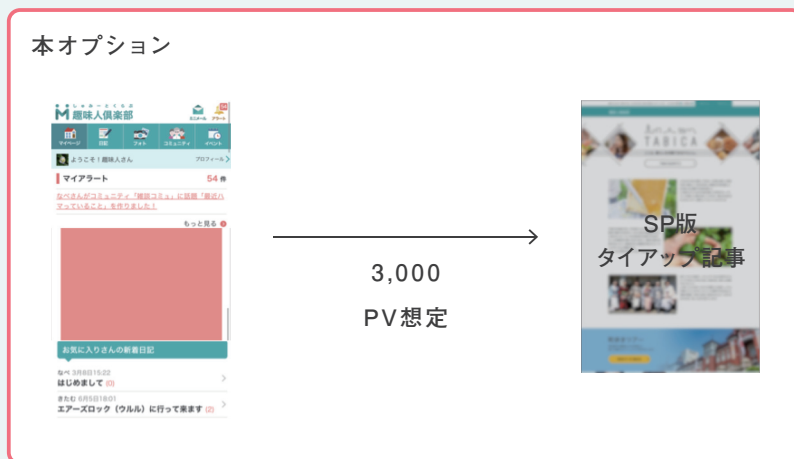 本オプション
しゅみーとくらぶ
趣味人倶楽部
54
ミニメール アラート
マイページ 日記 フォト コミュニティ イベント
ようこそ！趣味人さん プロフィール
マイアラート 54 件
なべさんがコミュニティ「雑談コミュ」に話題「最近ハ
マっていること」を作りました！
もっと見る
お気に入りさんの新着日記
なべ 3月8日15:22
はじめまして (0)
きたむ 6月5日18:01
エアーズロック（ウルル）に行って来ます (2)
3,000
PV想定
TABICA
SP版
タイアップ記事